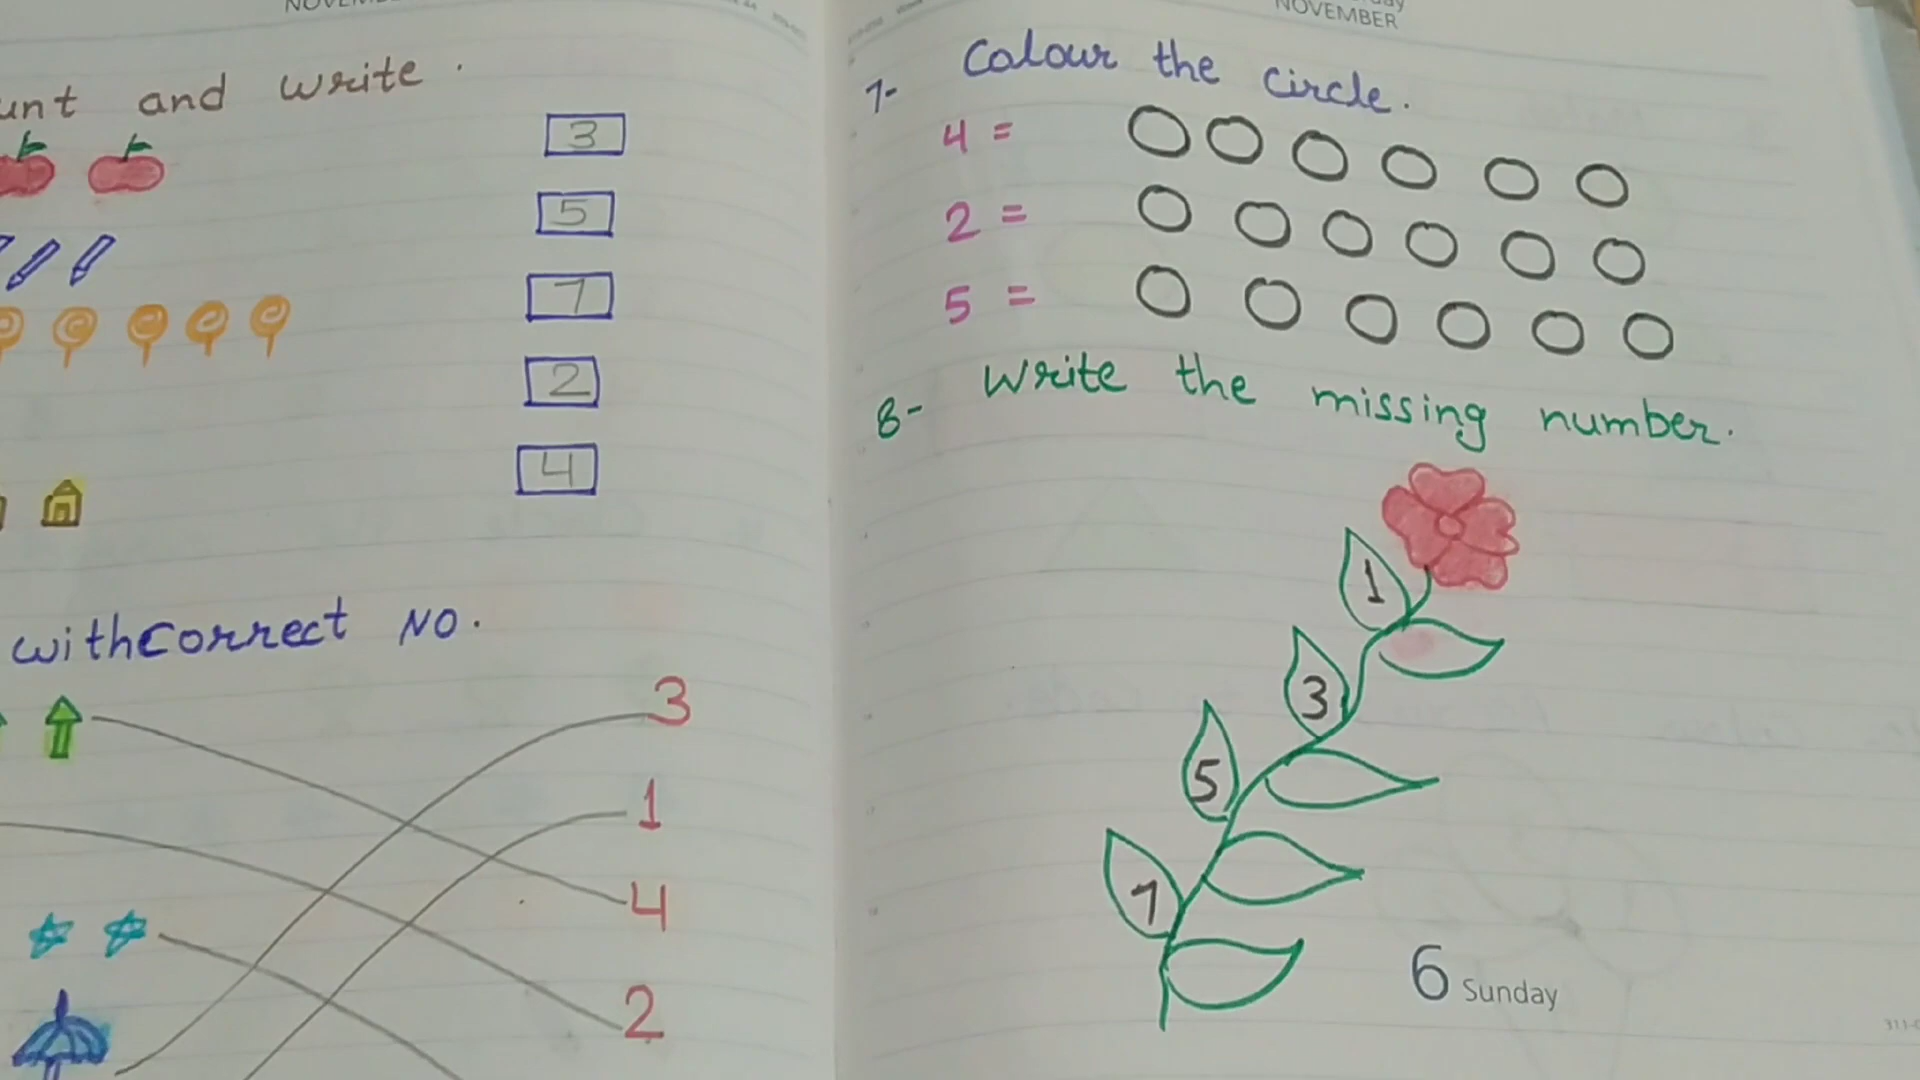 unt and write.
3
5
7
2
4
with correct NO.
3
1
4
2
NOVEMBER
7- Colour the circle.
4 =
2 =
5 =
8- Write the missing number.
1
3
5
7
6 Sunday